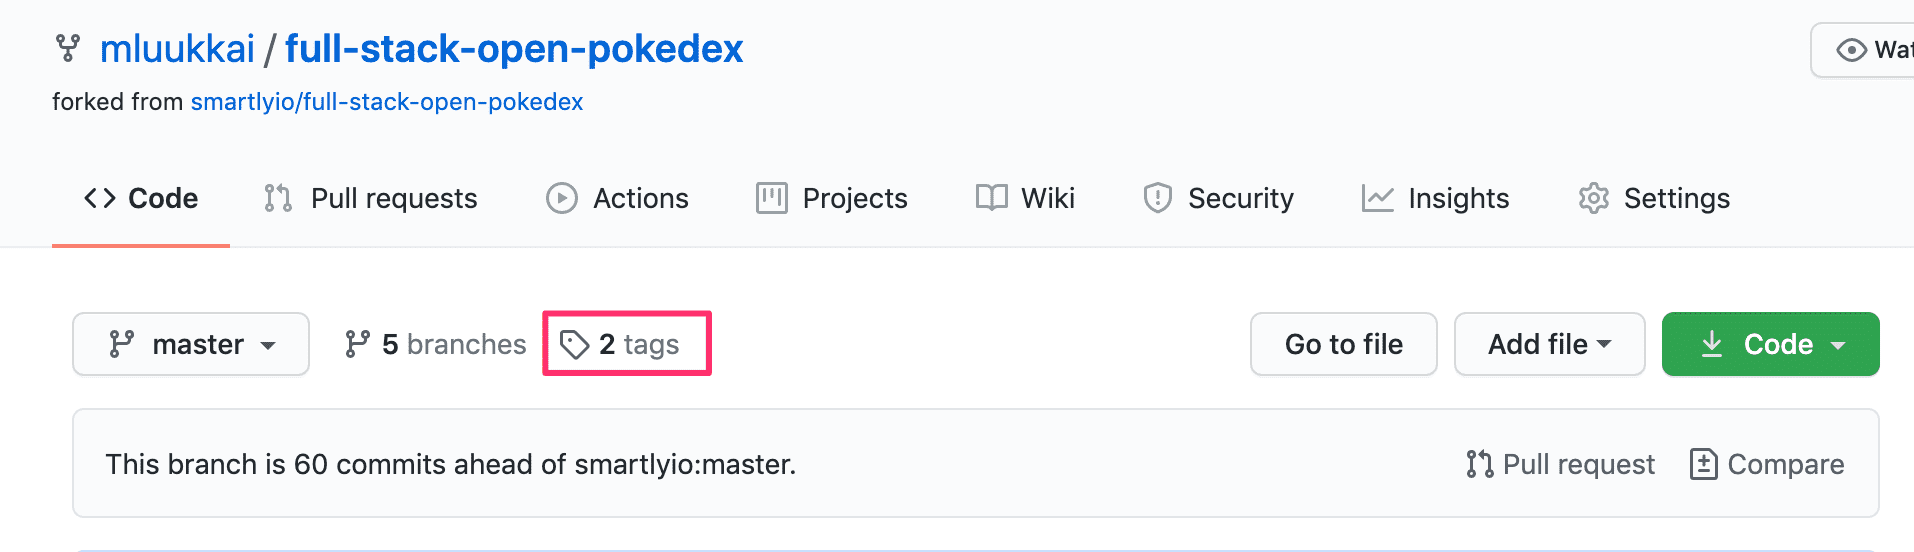 mluukkai / full-stack-open-pokedex
Wat
forked from smartlyio/full-stack-open-pokedex
Code Pull requests Actions Projects Wiki Security Insights Settings
master 5 branches 2 tags Go to file Add file Code
This branch is 60 commits ahead of smartlyio:master. Pull request Compare